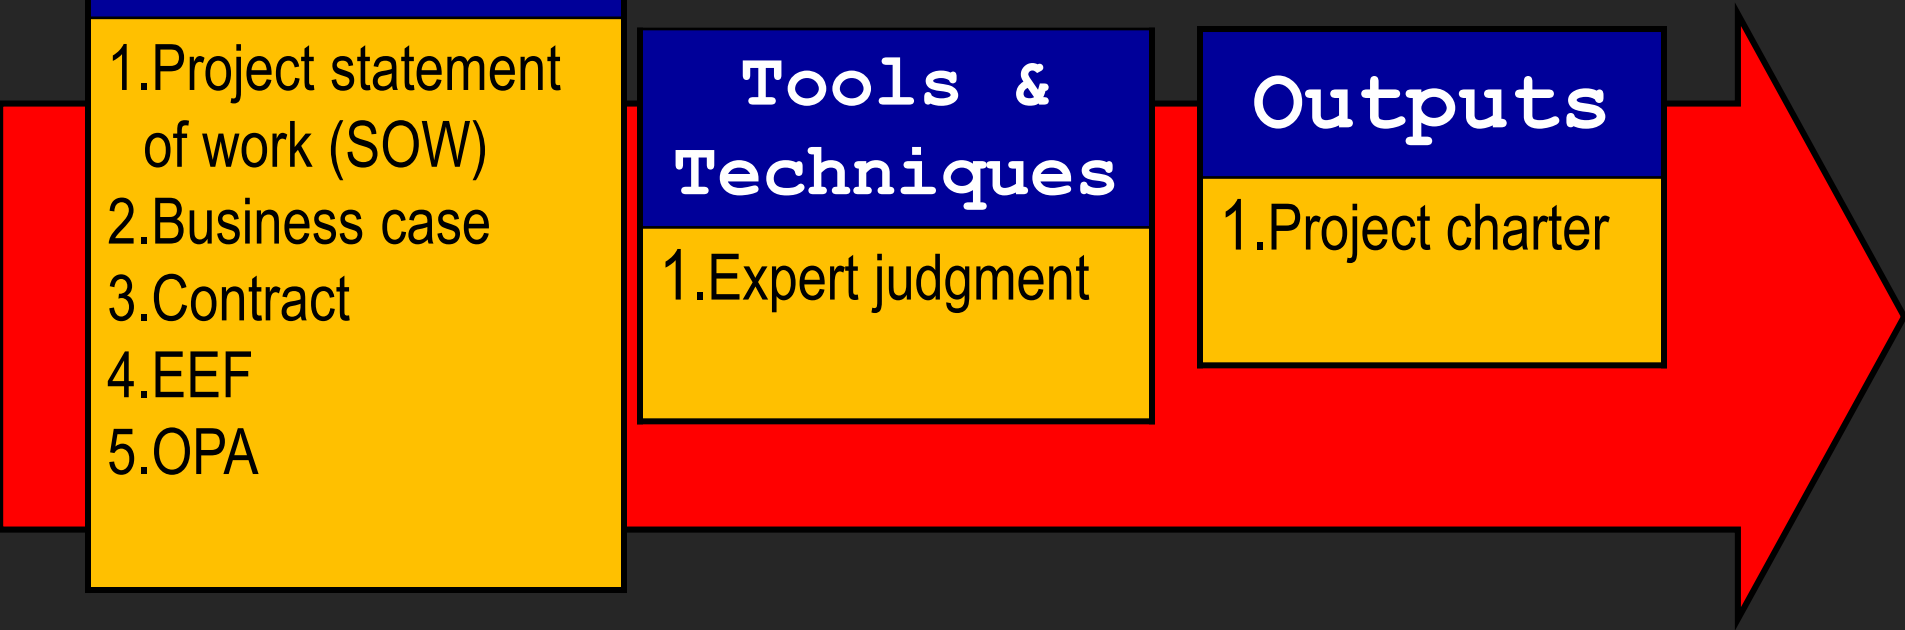 1.Project statement
of work (SOW)
2.Business case
3.Contract
4.EEF
5.OPA
Tools &
Techniques
1.Expert judgment
Outputs
1.Project charter